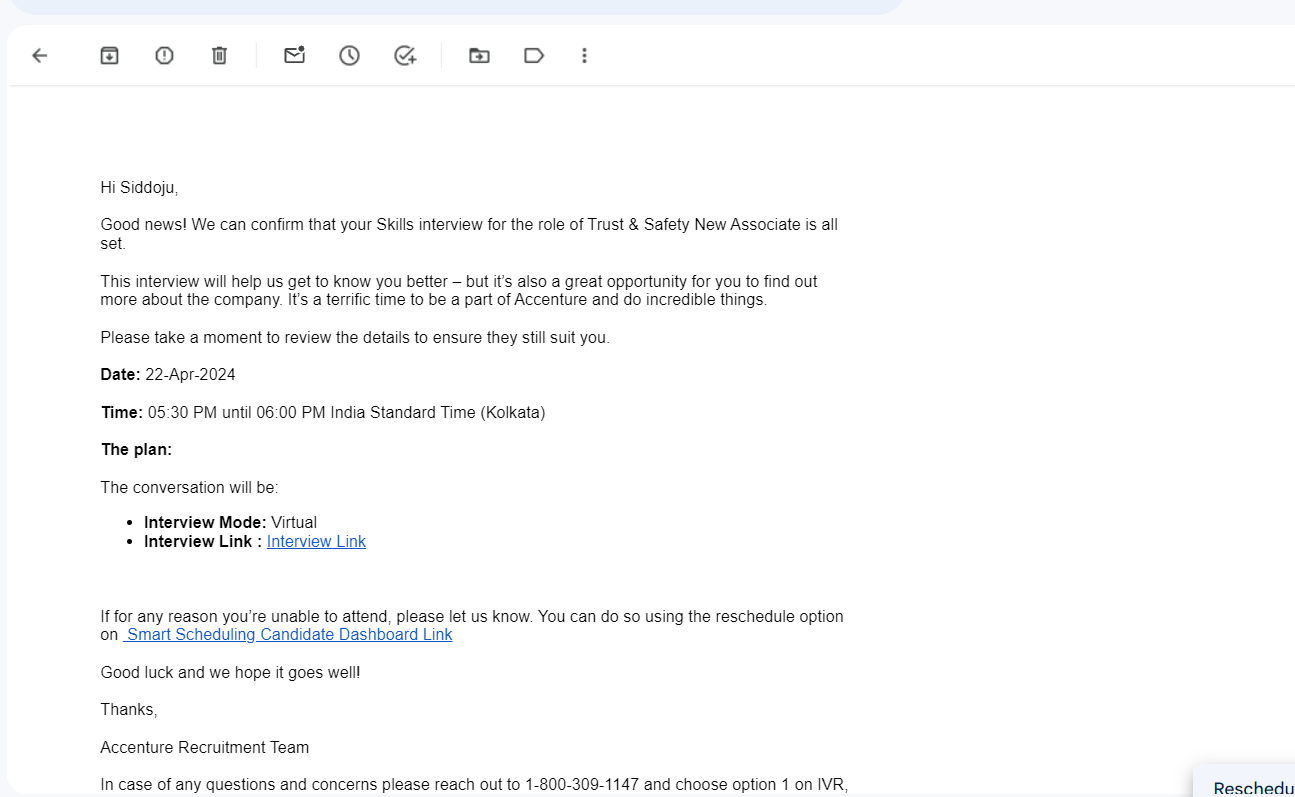 Hi Siddoju,
Good news! We can confirm that your Skills interview for the role of Trust & Safety New Associate is all
set.
This interview will help us get to know you better – but it’s also a great opportunity for you to find out
more about the company. It’s a terrific time to be a part of Accenture and do incredible things.
Please take a moment to review the details to ensure they still suit you.
Date: 22-Apr-2024
Time: 05:30 PM until 06:00 PM India Standard Time (Kolkata)
The plan:
The conversation will be:
• Interview Mode: Virtual
• Interview Link : Interview Link
If for any reason you’re unable to attend, please let us know. You can do so using the reschedule option
on  Smart Scheduling Candidate Dashboard Link
Good luck and we hope it goes well!
Thanks,
Accenture Recruitment Team
In case of any questions and concerns please reach out to 1-800-309-1147 and choose option 1 on IVR,
Reschedu